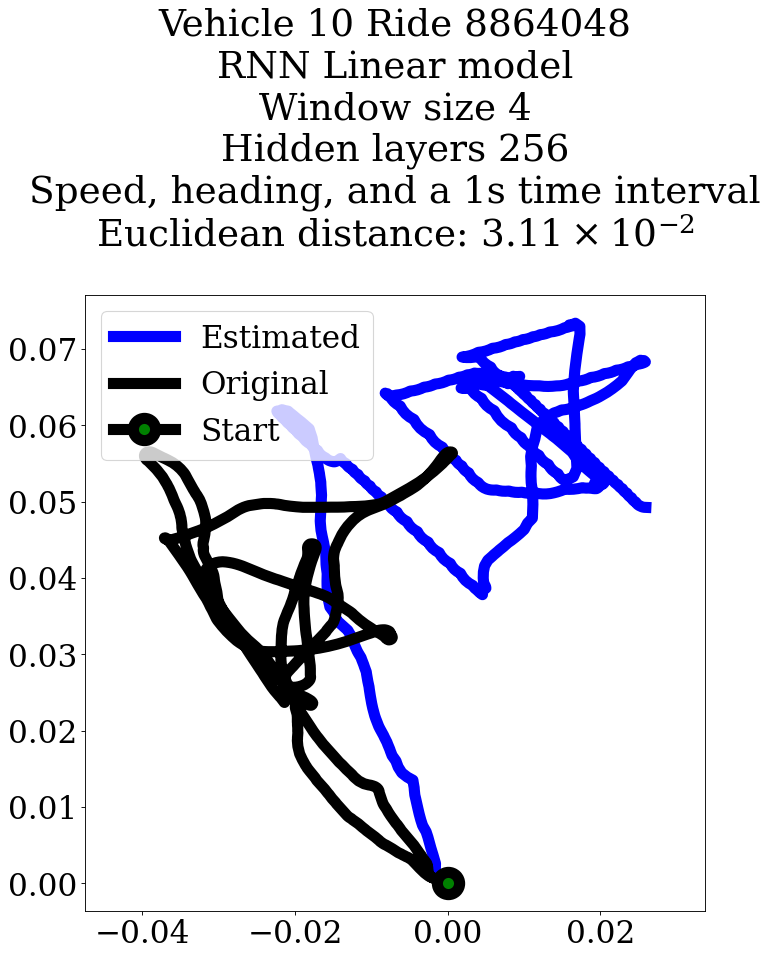 Vehicle 10 Ride 8864048
RNN Linear model
Window size 4
Hidden layers 256
Speed, heading, and a 1s time interval
Euclidean distance: 3.11 × 10⁻²
Estimated
Original
Start
0.07
0.06
0.05
0.04
0.03
0.02
0.01
0.00
−0.04 −0.02 0.00 0.02